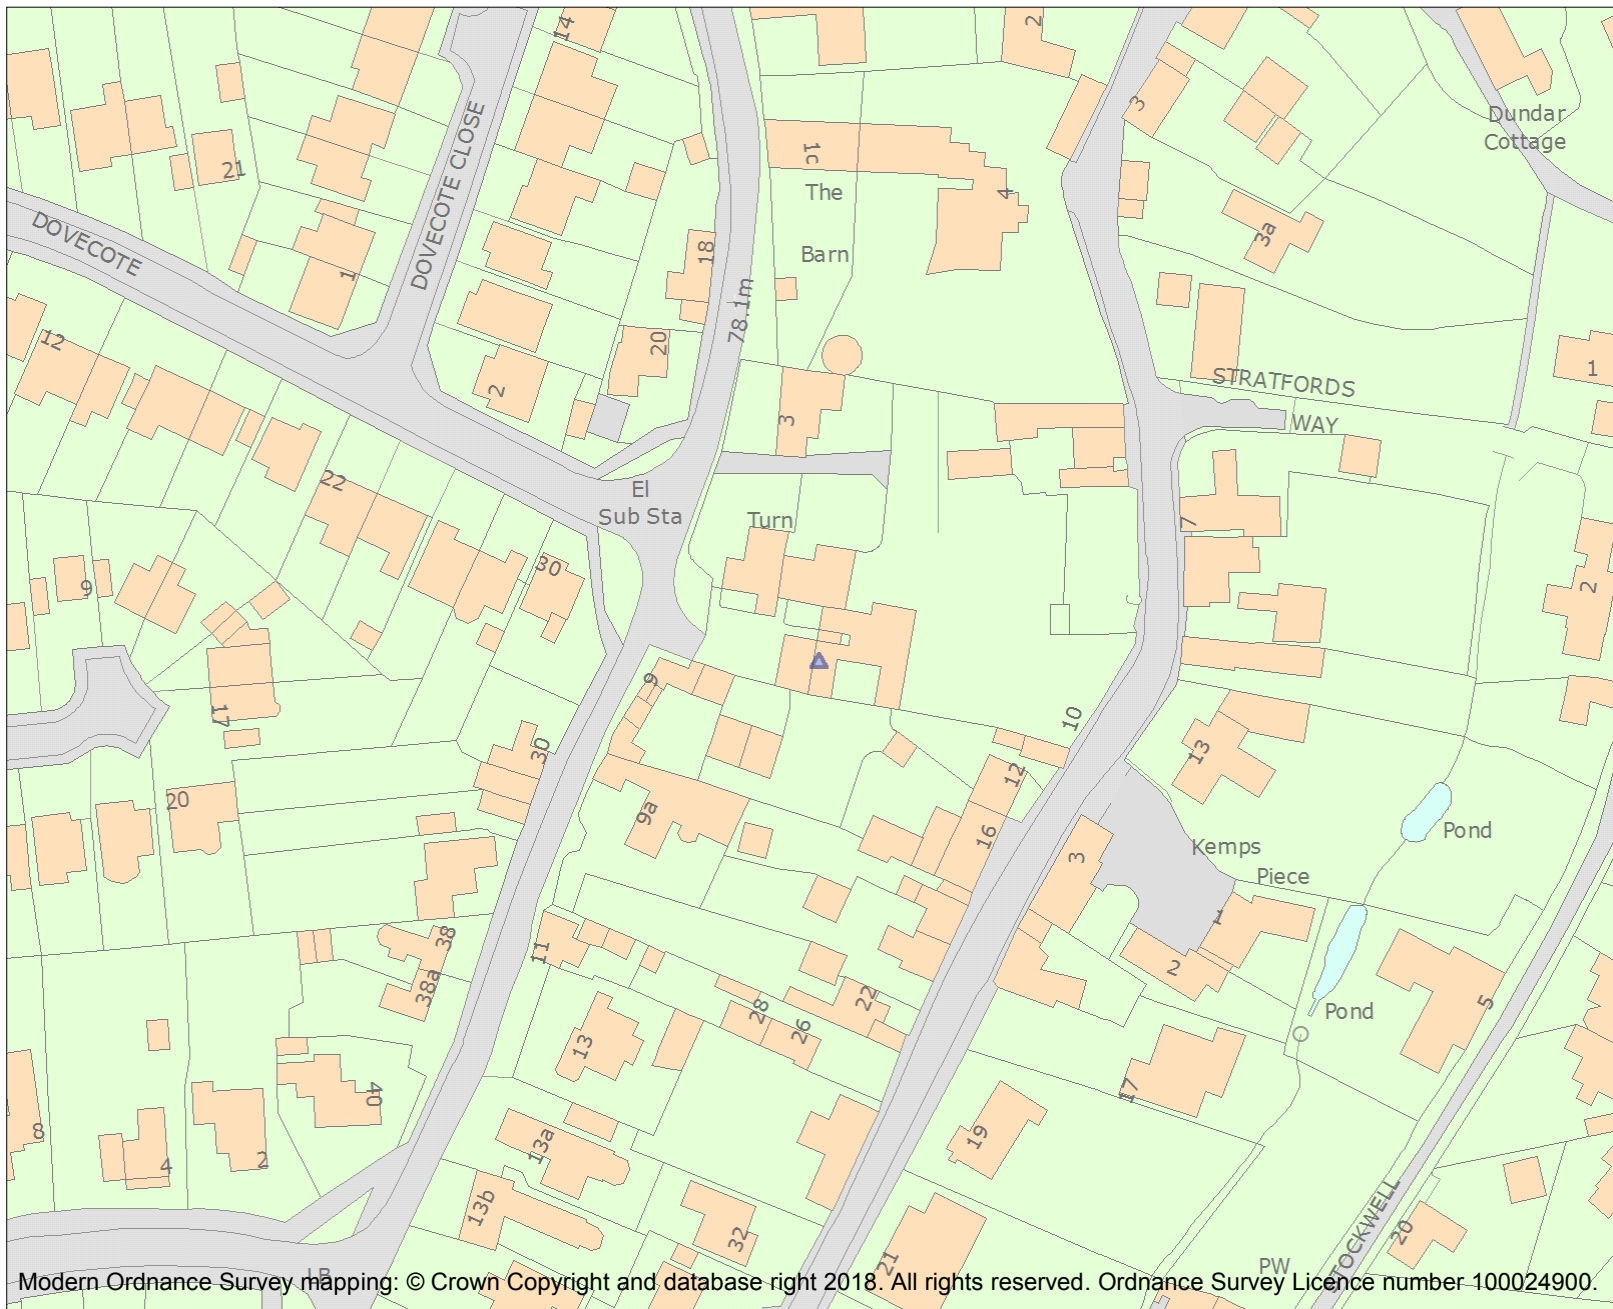 14
2
3
Dundar
Cottage
DOVECOTE CLOSE
21
1c
The
4
DOVECOTE
18
Barn
3a
1
78.1m
12
20
2
STRATFORDS
1
3
WAY
22
El
Sub Sta
Turn
7
30
9
2
9
17
10
30
13
12
20
9a
16
Pond
3
Kemps
Piece
1
38
11
2
38a
22
28
26
5
Pond
13
40
17
8
13a
19
4
2
13b
32
STOCKWELL
20
21
PW
LB
Modern Ordnance Survey mapping: © Crown Copyright and database right 2018. All rights reserved. Ordnance Survey Licence number 100024900.